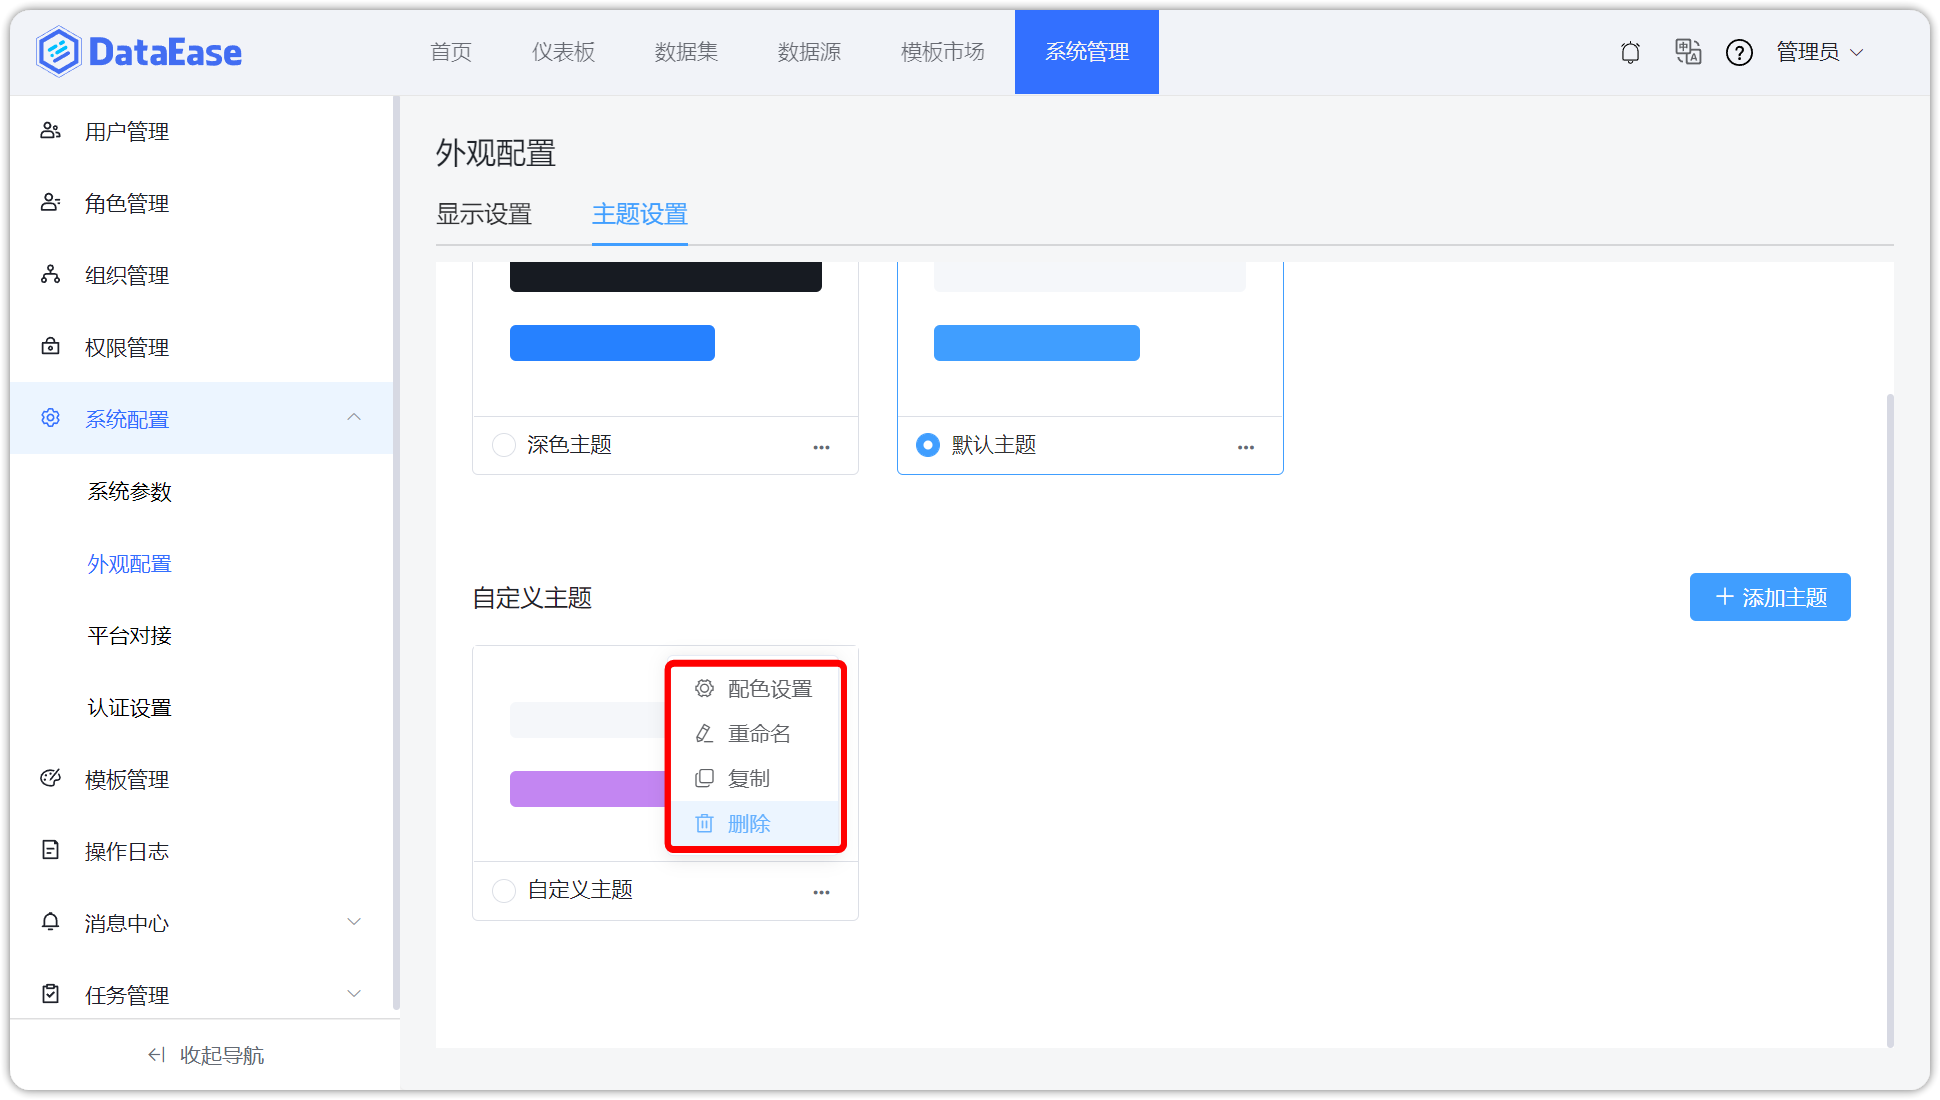 DataEase
首页
仪表板
数据集
数据源
模板市场
系统管理
管理员
用户管理
角色管理
组织管理
权限管理
系统配置
系统参数
外观配置
平台对接
认证设置
模板管理
操作日志
消息中心
任务管理
收起导航
外观配置
显示设置
主题设置
深色主题
默认主题
自定义主题
添加主题
配色设置
重命名
复制
删除
自定义主题